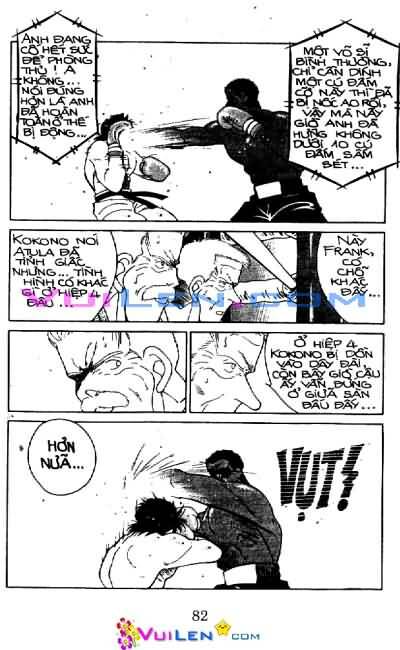 ANH ĐANG
CỐ HẾT SỨC
ĐỂ PHÒNG
THỦ! À
KHÔNG...
NÓI ĐÚNG
HƠN LÀ ANH
ĐÃ HOÀN
TOÀN Ở THẾ
BỊ ĐỘNG...
MỘT VÕ SĨ
BÌNH THƯỜNG,
CHỈ CẦN DÍNH
MỘT CÚ ĐẤM
CỠ NÀY THÌ ĐÃ
BỊ NỐC AO RỒI,
VẬY MÀ NÃY
GIỜ ANH ĐÃ
HỨNG KHÔNG
DƯỚI 10 CÚ
ĐẤM SẤM
SÉT...
KOKONO NÓI
ATULA ĐÃ
TỈNH GIẤC
NHƯNG... TÌNH
HÌNH CÓ KHÁC
GÌ Ở HIỆP 4
ĐÂU...
NÀY
FRANK,
CÓ
CHỖ
KHÁC
ĐẤY...
VUILEN.COM
Ở HIỆP 4
KOKONO BỊ DỒN
VÀO DÂY ĐÀI,
CÒN BÂY GIỜ CẬU
ẤY VẪN ĐỨNG
Ở GIỮA SÀN
ĐẤU ĐẤY...
HƠN
NỮA...
VỤT!
82
VUILEN.COM